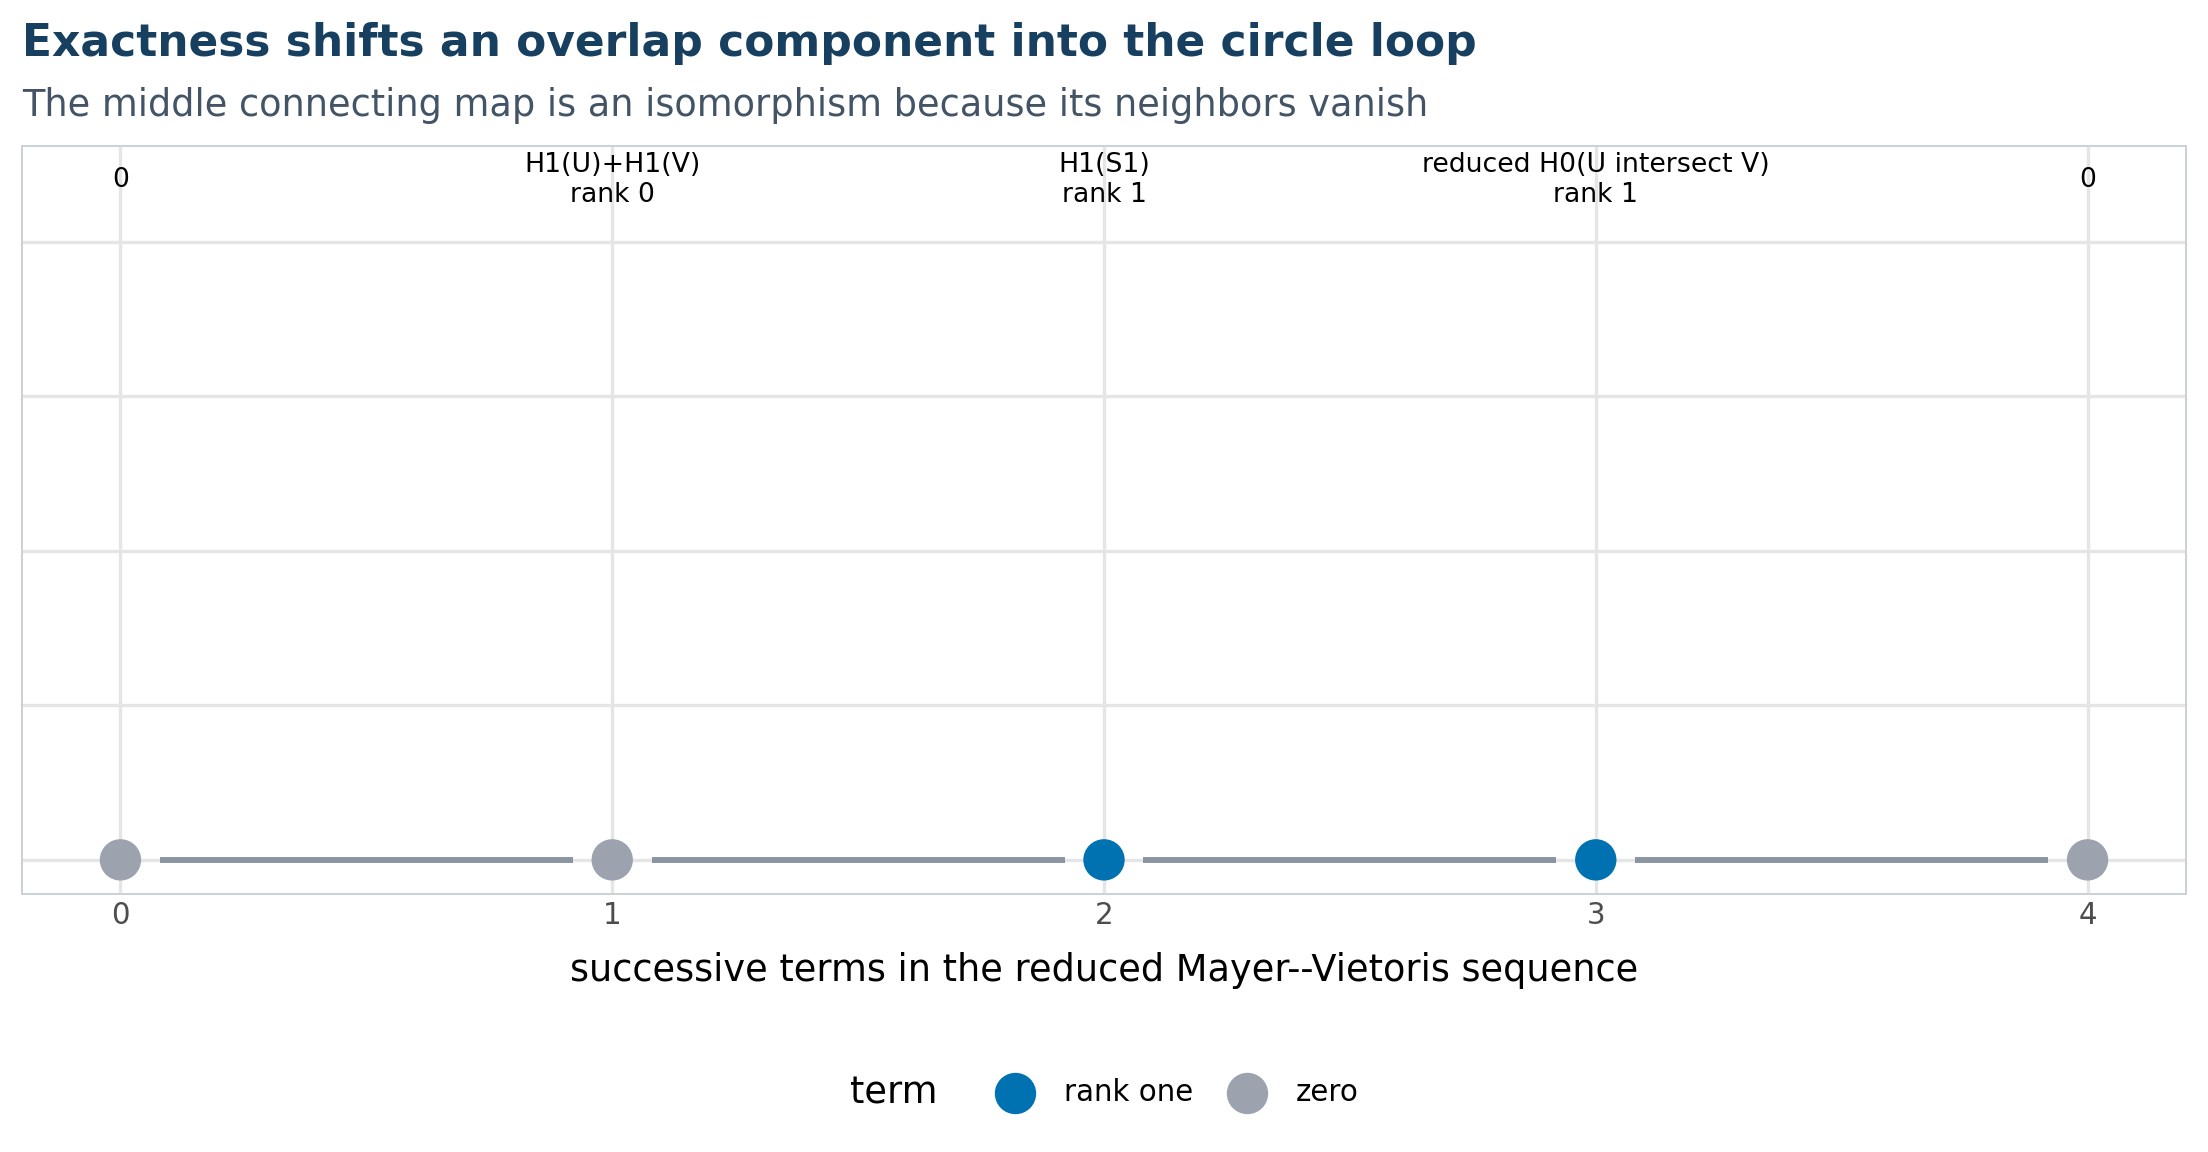 Exactness shifts an overlap component into the circle loop
The middle connecting map is an isomorphism because its neighbors vanish
0
H1(U)+H1(V)
rank 0
H1(S1)
rank 1
reduced H0(U intersect V)
rank 1
0
0 1 2 3 4
successive terms in the reduced Mayer--Vietoris sequence
term rank one zero